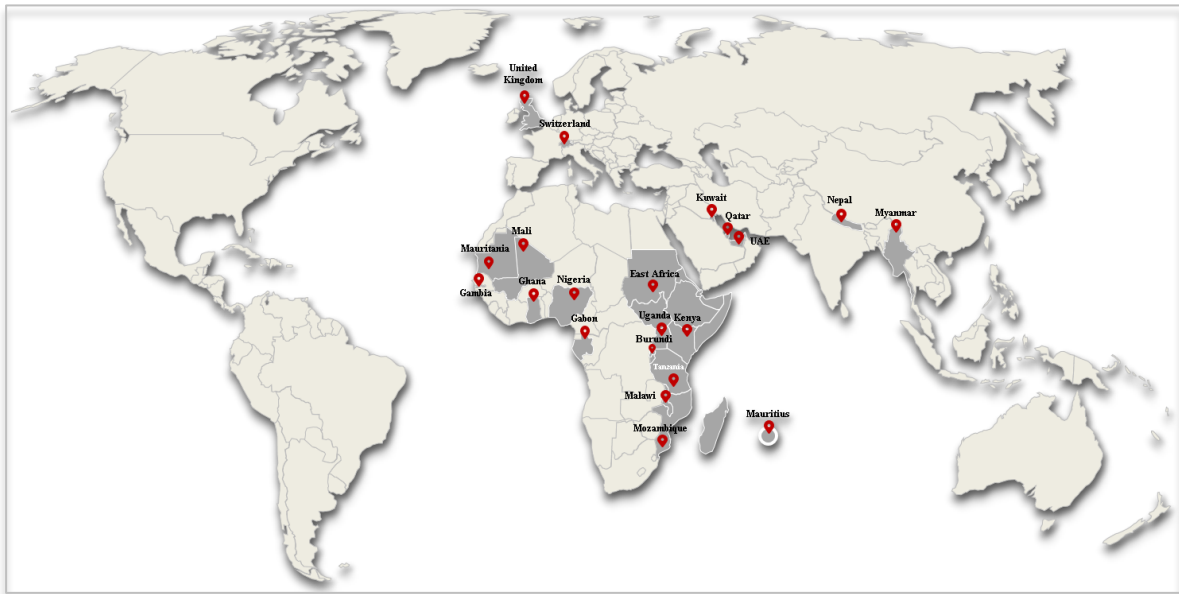 United
Kingdom
Switzerland
Kuwait
Qatar
UAE
Nepal
Myanmar
Mali
Mauritania
Gambia
Ghana
Nigeria
East Africa
Gabon
Uganda
Kenya
Burundi
Tanzania
Malawi
Mozambique
Mauritius